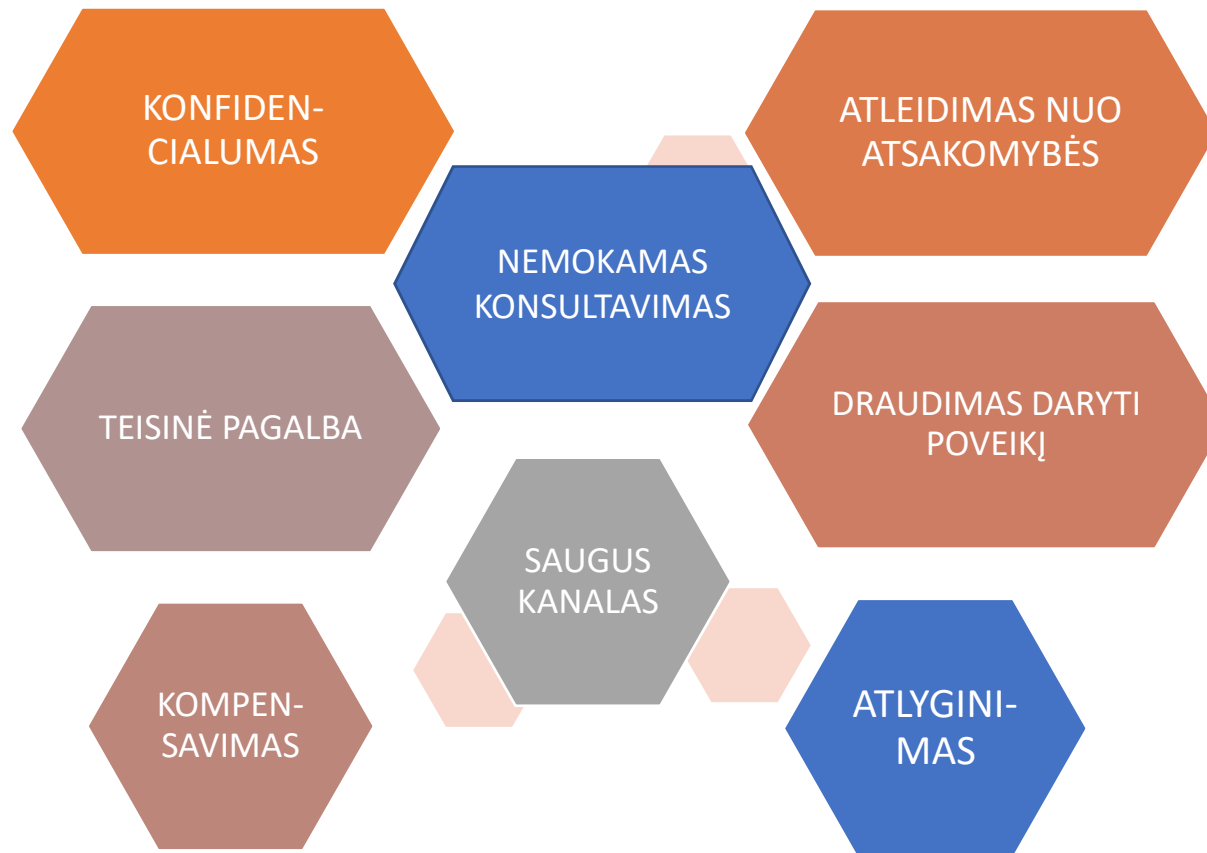 KONFIDEN-
CIALUMAS
ATLEIDIMAS NUO
ATSAKOMYBĖS
NEMOKAMAS
KONSULTAVIMAS
TEISINĖ PAGALBA
DRAUDIMAS DARYTI
POVEIKĮ
SAUGUS
KANALAS
KOMPEN-
SAVIMAS
ATLYGINI-
MAS